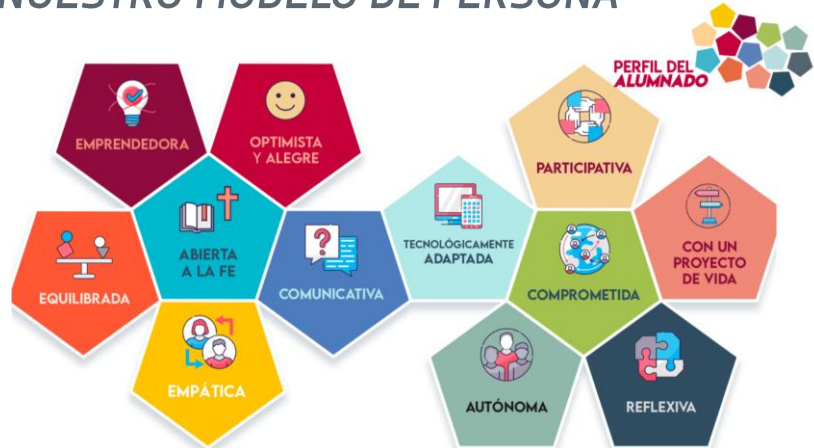 NUESTRO MODELO DE PERSONA
PERFIL DEL
ALUMNADO
EMPRENDEDORA
OPTIMISTA
Y ALEGRE
PARTICIPATIVA
ABIERTA
A LA FE
TECNOLÓGICAMENTE
ADAPTADA
CON UN
PROYECTO
DE VIDA
EQUILIBRADA
?
COMUNICATIVA
COMPROMETIDA
EMPÁTICA
AUTÓNOMA
REFLEXIVA